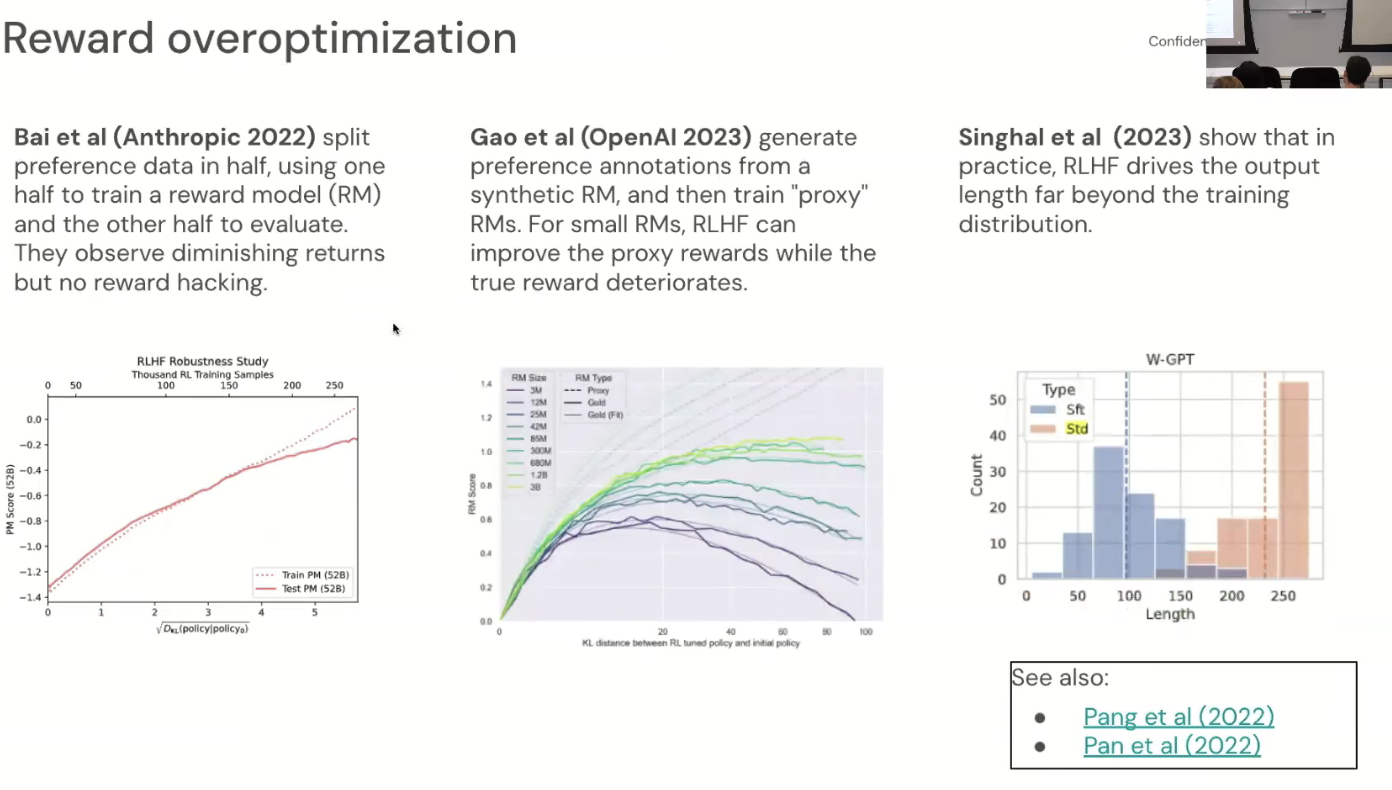 Reward overoptimization
Confiden
Bai et al (Anthropic 2022) split
preference data in half, using one
half to train a reward model (RM)
and the other half to evaluate.
They observe diminishing returns
but no reward hacking.
Gao et al (OpenAI 2023) generate
preference annotations from a
synthetic RM, and then train "proxy"
RMs. For small RMs, RLHF can
improve the proxy rewards while the
true reward deteriorates.
Singhal et al (2023) show that in
practice, RLHF drives the output
length far beyond the training
distribution.
RLHF Robustness Study
Thousand RL Training Samples
0 50 100 150 200 250
0.0
−0.2
−0.4
−0.6
−0.8
−1.0
−1.2
−1.4
PM Score (52B)
Train PM (52B)
Test PM (52B)
0 1 2 3 4 5
√D_KL(policy|policy₀)
RM Size
3M
12M
25M
42M
85M
300M
680M
1.2B
3B
RM Type
Proxy
Gold
Gold (Fit)
1.4
1.2
1.0
0.8
0.6
0.4
0.2
0.0
RM Score
0 20 40 60 80 100
KL distance between RL tuned policy and initial policy
W-GPT
Type
Sft
Std
50
40
30
20
10
0
Count
0 50 100 150 200 250
Length
See also:
● Pang et al (2022)
● Pan et al (2022)